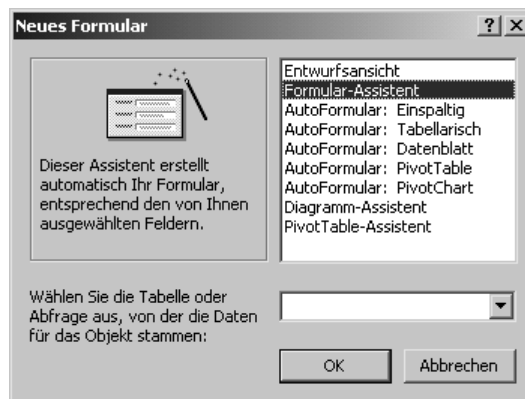 Neues Formular
Dieser Assistent erstellt
automatisch Ihr Formular,
entsprechend den von Ihnen
ausgewählten Feldern.
Entwurfsansicht
Formular-Assistent
AutoFormular: Einspaltig
AutoFormular: Tabellarisch
AutoFormular: Datenblatt
AutoFormular: PivotTable
AutoFormular: PivotChart
Diagramm-Assistent
PivotTable-Assistent
Wählen Sie die Tabelle oder
Abfrage aus, von der die Daten
für das Objekt stammen:
OK
Abbrechen